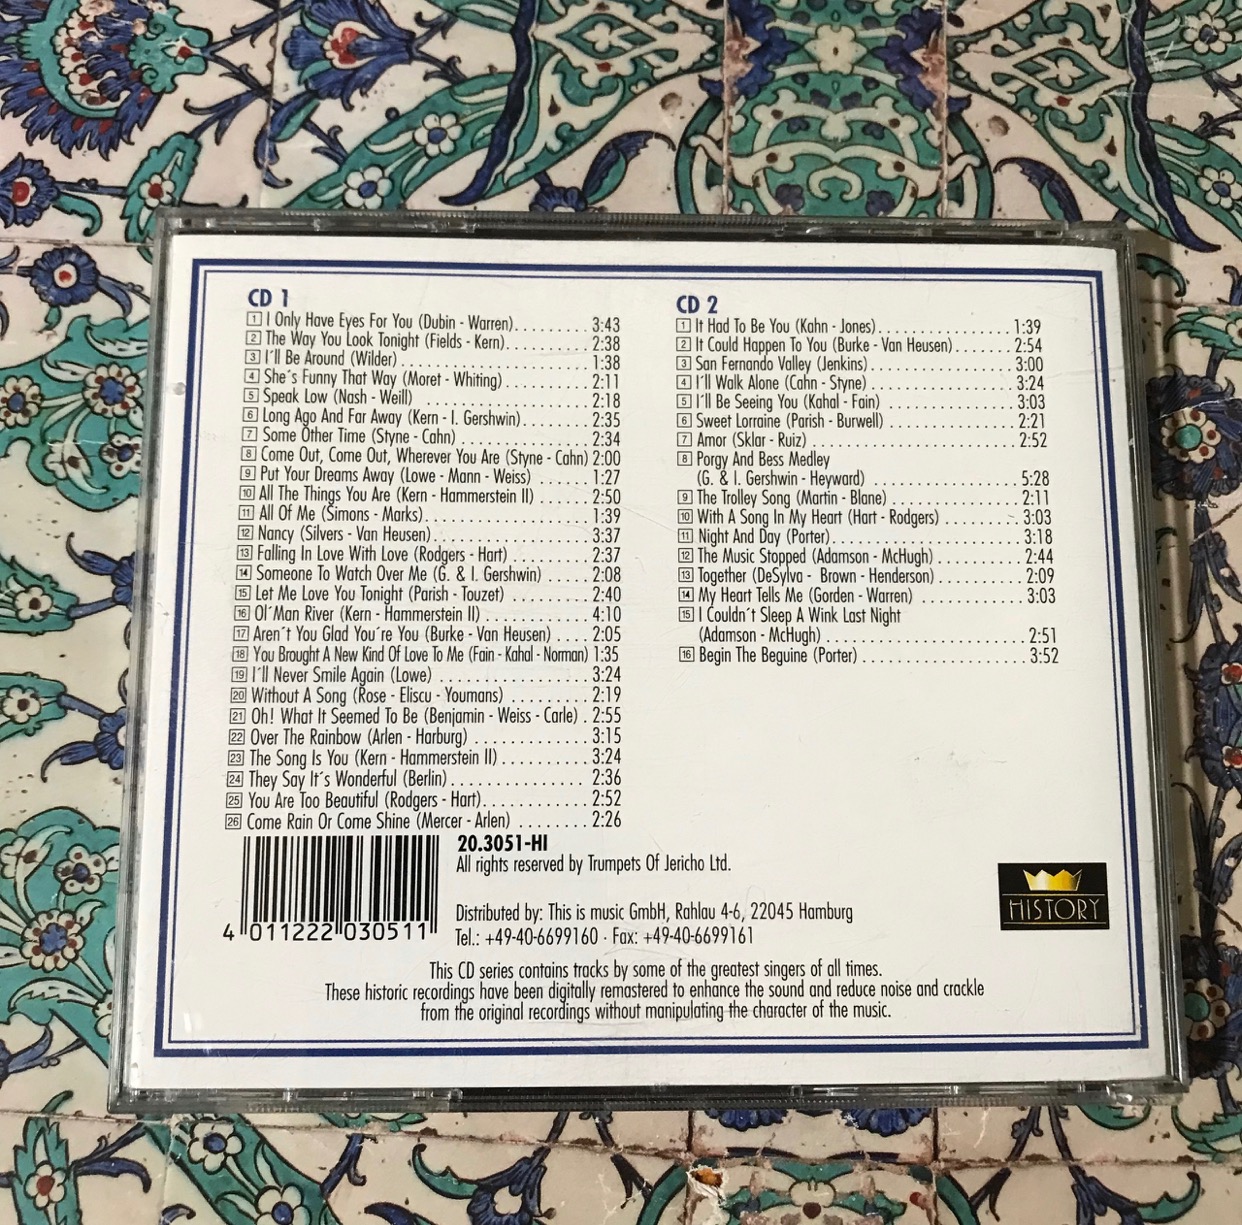 CD 1
1 I Only Have Eyes For You (Dubin - Warren). . . . . . . . . 3:43
2 The Way You Look Tonight (Fields - Kern). . . . . . . . . . 2:38
3 I´ll Be Around (Wilder) . . . . . . . . . . . . . . . . . . . . . . 1:38
4 She´s Funny That Way (Moret - Whiting) . . . . . . . . . . 2:11
5 Speak Low (Nash - Weill) . . . . . . . . . . . . . . . . . . . . 2:18
6 Long Ago And Far Away (Kern - I. Gershwin). . . . . . . . 2:35
7 Some Other Time (Styne - Cahn) . . . . . . . . . . . . . . . 2:34
8 Come Out, Come Out, Wherever You Are (Styne - Cahn) 2:00
9 Put Your Dreams Away (Lowe - Mann - Weiss) . . . . . . 1:27
10 All The Things You Are (Kern - Hammerstein II) . . . . . . 2:50
11 All Of Me (Simons - Marks). . . . . . . . . . . . . . . . . . . 1:39
12 Nancy (Silvers - Van Heusen). . . . . . . . . . . . . . . . . . 3:37
13 Falling In Love With Love (Rodgers - Hart) . . . . . . . . . 2:37
14 Someone To Watch Over Me (G. & I. Gershwin) . . . . . . 2:08
15 Let Me Love You Tonight (Parish - Touzet) . . . . . . . . . 2:40
16 Ol´Man River (Kern - Hammerstein II) . . . . . . . . . . . . 4:10
17 Aren´t You Glad You´re You (Burke - Van Heusen) . . . . 2:05
18 You Brought A New Kind Of Love To Me (Fain - Kahal - Norman) 1:35
19 I´ll Never Smile Again (Lowe) . . . . . . . . . . . . . . . . . . 3:24
20 Without A Song (Rose - Eliscu - Youmans) . . . . . . . . . 2:19
21 Oh! What It Seemed To Be (Benjamin - Weiss - Carle) . 2:55
22 Over The Rainbow (Arlen - Harburg) . . . . . . . . . . . . . 3:15
23 The Song Is You (Kern - Hammerstein II) . . . . . . . . . . 3:24
24 They Say It´s Wonderful (Berlin) . . . . . . . . . . . . . . . . 2:36
25 You Are Too Beautiful (Rodgers - Hart). . . . . . . . . . . . 2:52
26 Come Rain Or Come Shine (Mercer - Arlen) . . . . . . . . 2:26
CD 2
1 It Had To Be You (Kahn - Jones). . . . . . . . . . . . . . . . 1:39
2 It Could Happen To You (Burke - Van Heusen) . . . . . . . 2:54
3 San Fernando Valley (Jenkins) . . . . . . . . . . . . . . . . . 3:00
4 I´ll Walk Alone (Cahn - Styne) . . . . . . . . . . . . . . . . . . 3:24
5 I´ll Be Seeing You (Kahal - Fain) . . . . . . . . . . . . . . . . 3:03
6 Sweet Lorraine (Parish - Burwell) . . . . . . . . . . . . . . . 2:21
7 Amor (Sklar - Ruiz) . . . . . . . . . . . . . . . . . . . . . . . . 2:52
8 Porgy And Bess Medley
(G. & I. Gershwin - Heyward) . . . . . . . . . . . . . . . . . . 5:28
9 The Trolley Song (Martin - Blane) . . . . . . . . . . . . . . . 2:11
10 With A Song In My Heart (Hart - Rodgers) . . . . . . . . . 3:03
11 Night And Day (Porter). . . . . . . . . . . . . . . . . . . . . . 3:18
12 The Music Stopped (Adamson - McHugh) . . . . . . . . . . 2:44
13 Together (DeSylva - Brown - Henderson) . . . . . . . . . . 2:09
14 My Heart Tells Me (Gorden - Warren) . . . . . . . . . . . . 3:03
15 I Couldn´t Sleep A Wink Last Night
(Adamson - McHugh) . . . . . . . . . . . . . . . . . . . . . . . 2:51
16 Begin The Beguine (Porter) . . . . . . . . . . . . . . . . . . . 3:52
4 011222 030511
20.3051-HI
All rights reserved by Trumpets Of Jericho Ltd.
Distributed by: This is music GmbH, Rahlau 4-6, 22045 Hamburg
Tel.: +49-40-6699160 · Fax: +49-40-6699161
HISTORY
This CD series contains tracks by some of the greatest singers of all times.
These historic recordings have been digitally remastered to enhance the sound and reduce noise and crackle
from the original recordings without manipulating the character of the music.